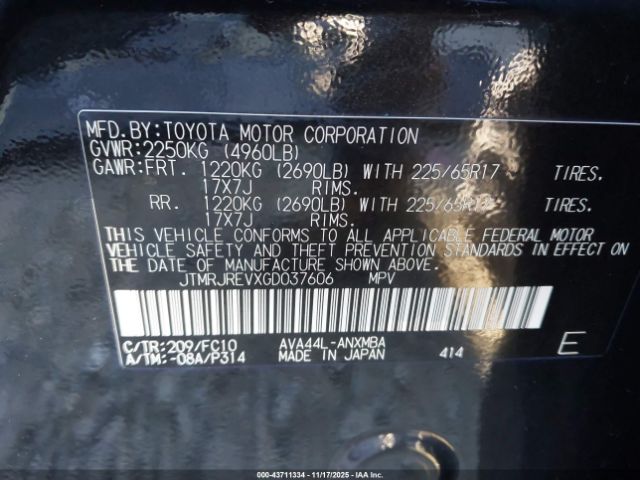 MFD.BY:TOYOTA MOTOR CORPORATION
GVWR:2250KG (4960LB)
GAWR:FRT. 1220KG (2690LB) WITH 225/65R17 TIRES.
17X7J RIMS.
RR. 1220KG (2690LB) WITH 225/65R17 TIRES.
17X7J RIMS.
THIS VEHICLE CONFORMS TO ALL APPLICABLE FEDERAL MOTOR
VEHICLE SAFETY AND THEFT PREVENTION STANDARDS IN EFFECT ON
THE DATE OF MANUFACTURE SHOWN ABOVE.
JTMRJREVXGD037606 MPV
C/TR:209/FC10 AVA44L-ANXMBA
A/TM:-08A/P314 MADE IN JAPAN 414 E
000-43711334 - 11/17/2025 - IAA, Inc.